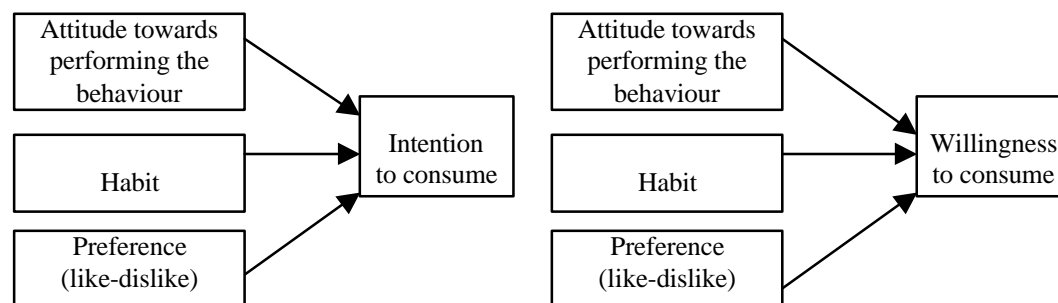 Attitude towards
performing the
behaviour
Habit
Preference
(like-dislike)
Intention
to consume
Attitude towards
performing the
behaviour
Habit
Preference
(like-dislike)
Willingness
to consume